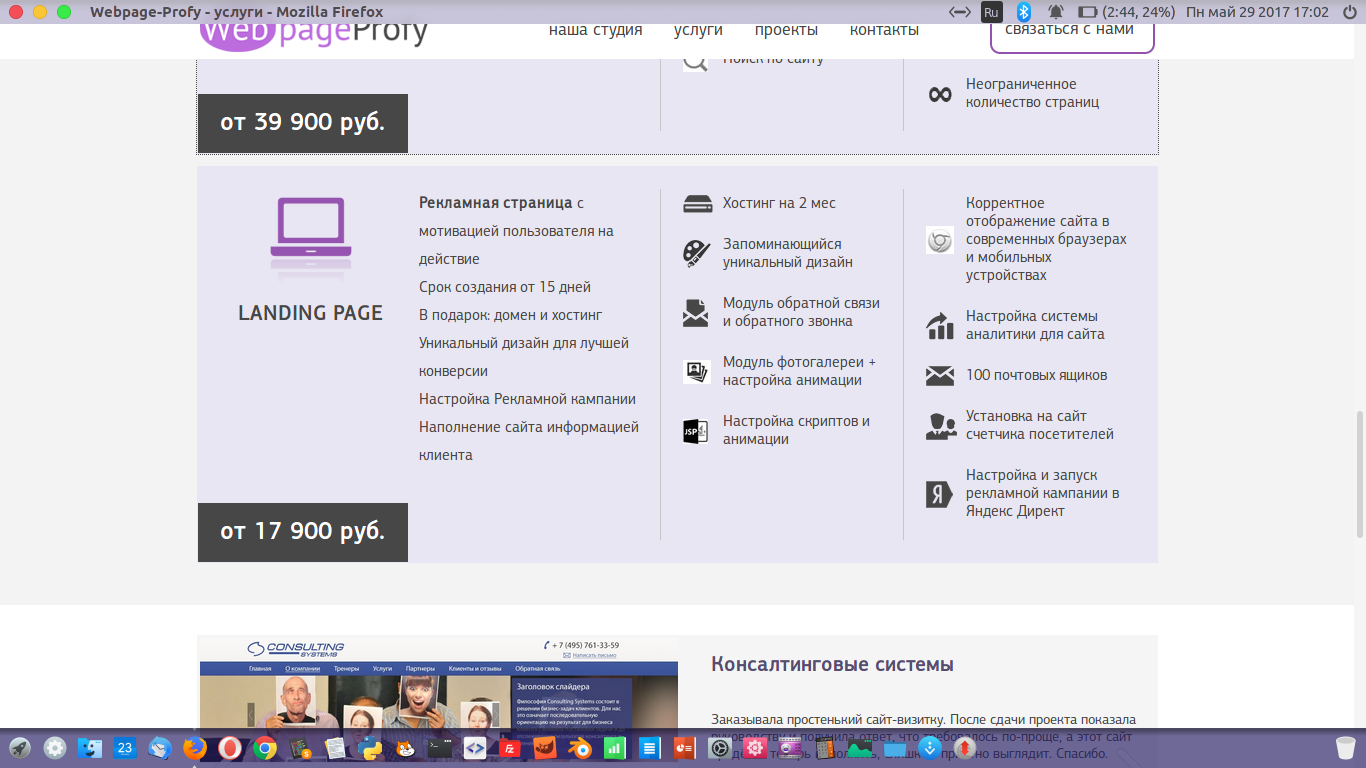 Webpage-Profy - услуги - Mozilla Firefox
Ru
(2:44, 24%)
Пн май 29 2017 17:02
WebpageProfy
наша студия
услуги
проекты
контакты
связаться с нами
Поиск по сайту
Неограниченное
количество страниц
от 39 900 руб.
LANDING PAGE
Рекламная страница с
мотивацией пользователя на
действие
Срок создания от 15 дней
В подарок: домен и хостинг
Уникальный дизайн для лучшей
конверсии
Настройка Рекламной кампании
Наполнение сайта информацией
клиента
Хостинг на 2 мес
Запоминающийся
уникальный дизайн
Модуль обратной связи
и обратного звонка
Модуль фотогалереи +
настройка анимации
JSP
Настройка скриптов и
анимации
Корректное
отображение сайта в
современных браузерах
и мобильных
устройствах
Настройка системы
аналитики для сайта
100 почтовых ящиков
Установка на сайт
счетчика посетителей
Я
Настройка и запуск
рекламной кампании в
Яндекс Директ
от 17 900 руб.
CONSULTING
SYSTEMS
+ 7 (495) 761-33-59
Написать письмо
Главная
О компании
Тренеры
Услуги
Партнеры
Клиенты и отзывы
Обратная связь
Заголовок слайдера
Философия Consulting Systems состоит в
решении бизнес-задач клиентов. Для нас
это означает последовательную
ориентацию на результат для бизнеса
Консалтинговые системы
Заказывала простенький сайт-визитку. После сдачи проекта показала
руководству и получила ответ, что требовалось по-проще, а этот сайт
но выглядит. Спасибо.
23
fz